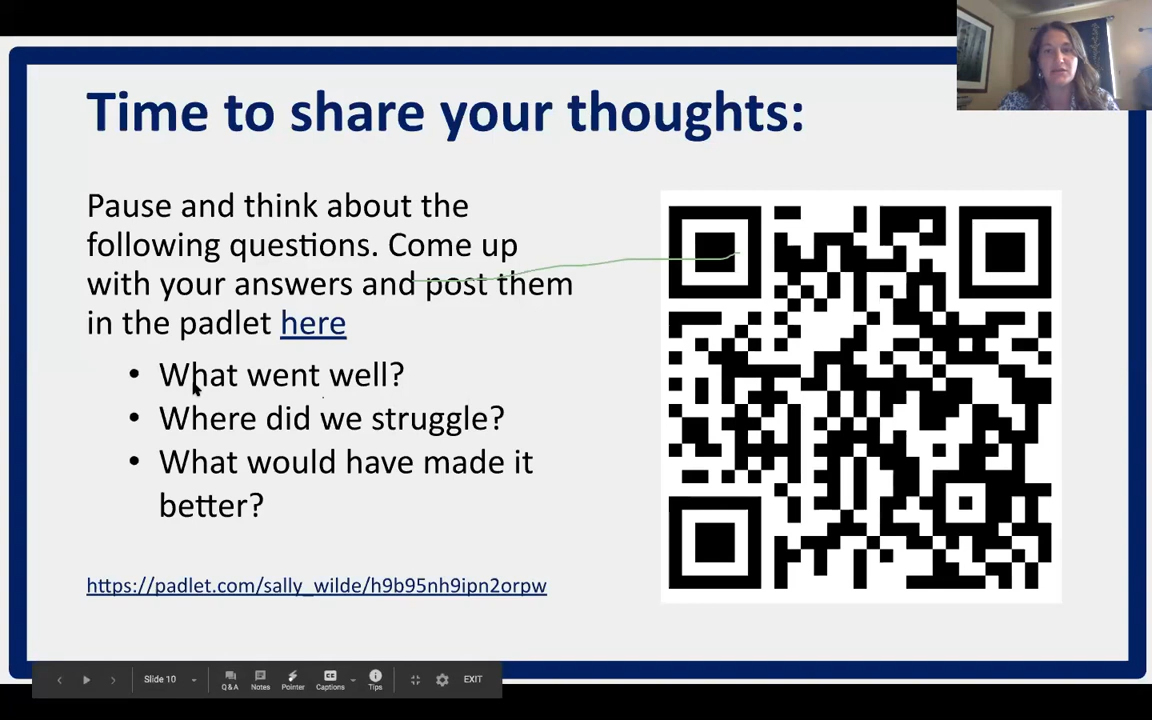 Time to share your thoughts:
Pause and think about the
following questions. Come up
with your answers and post them
in the padlet here
• What went well?
• Where did we struggle?
• What would have made it
better?
https://padlet.com/sally_wilde/h9b95nh9ipn2orpw
Slide 10 Q&A Notes Pointer Captions Tips EXIT